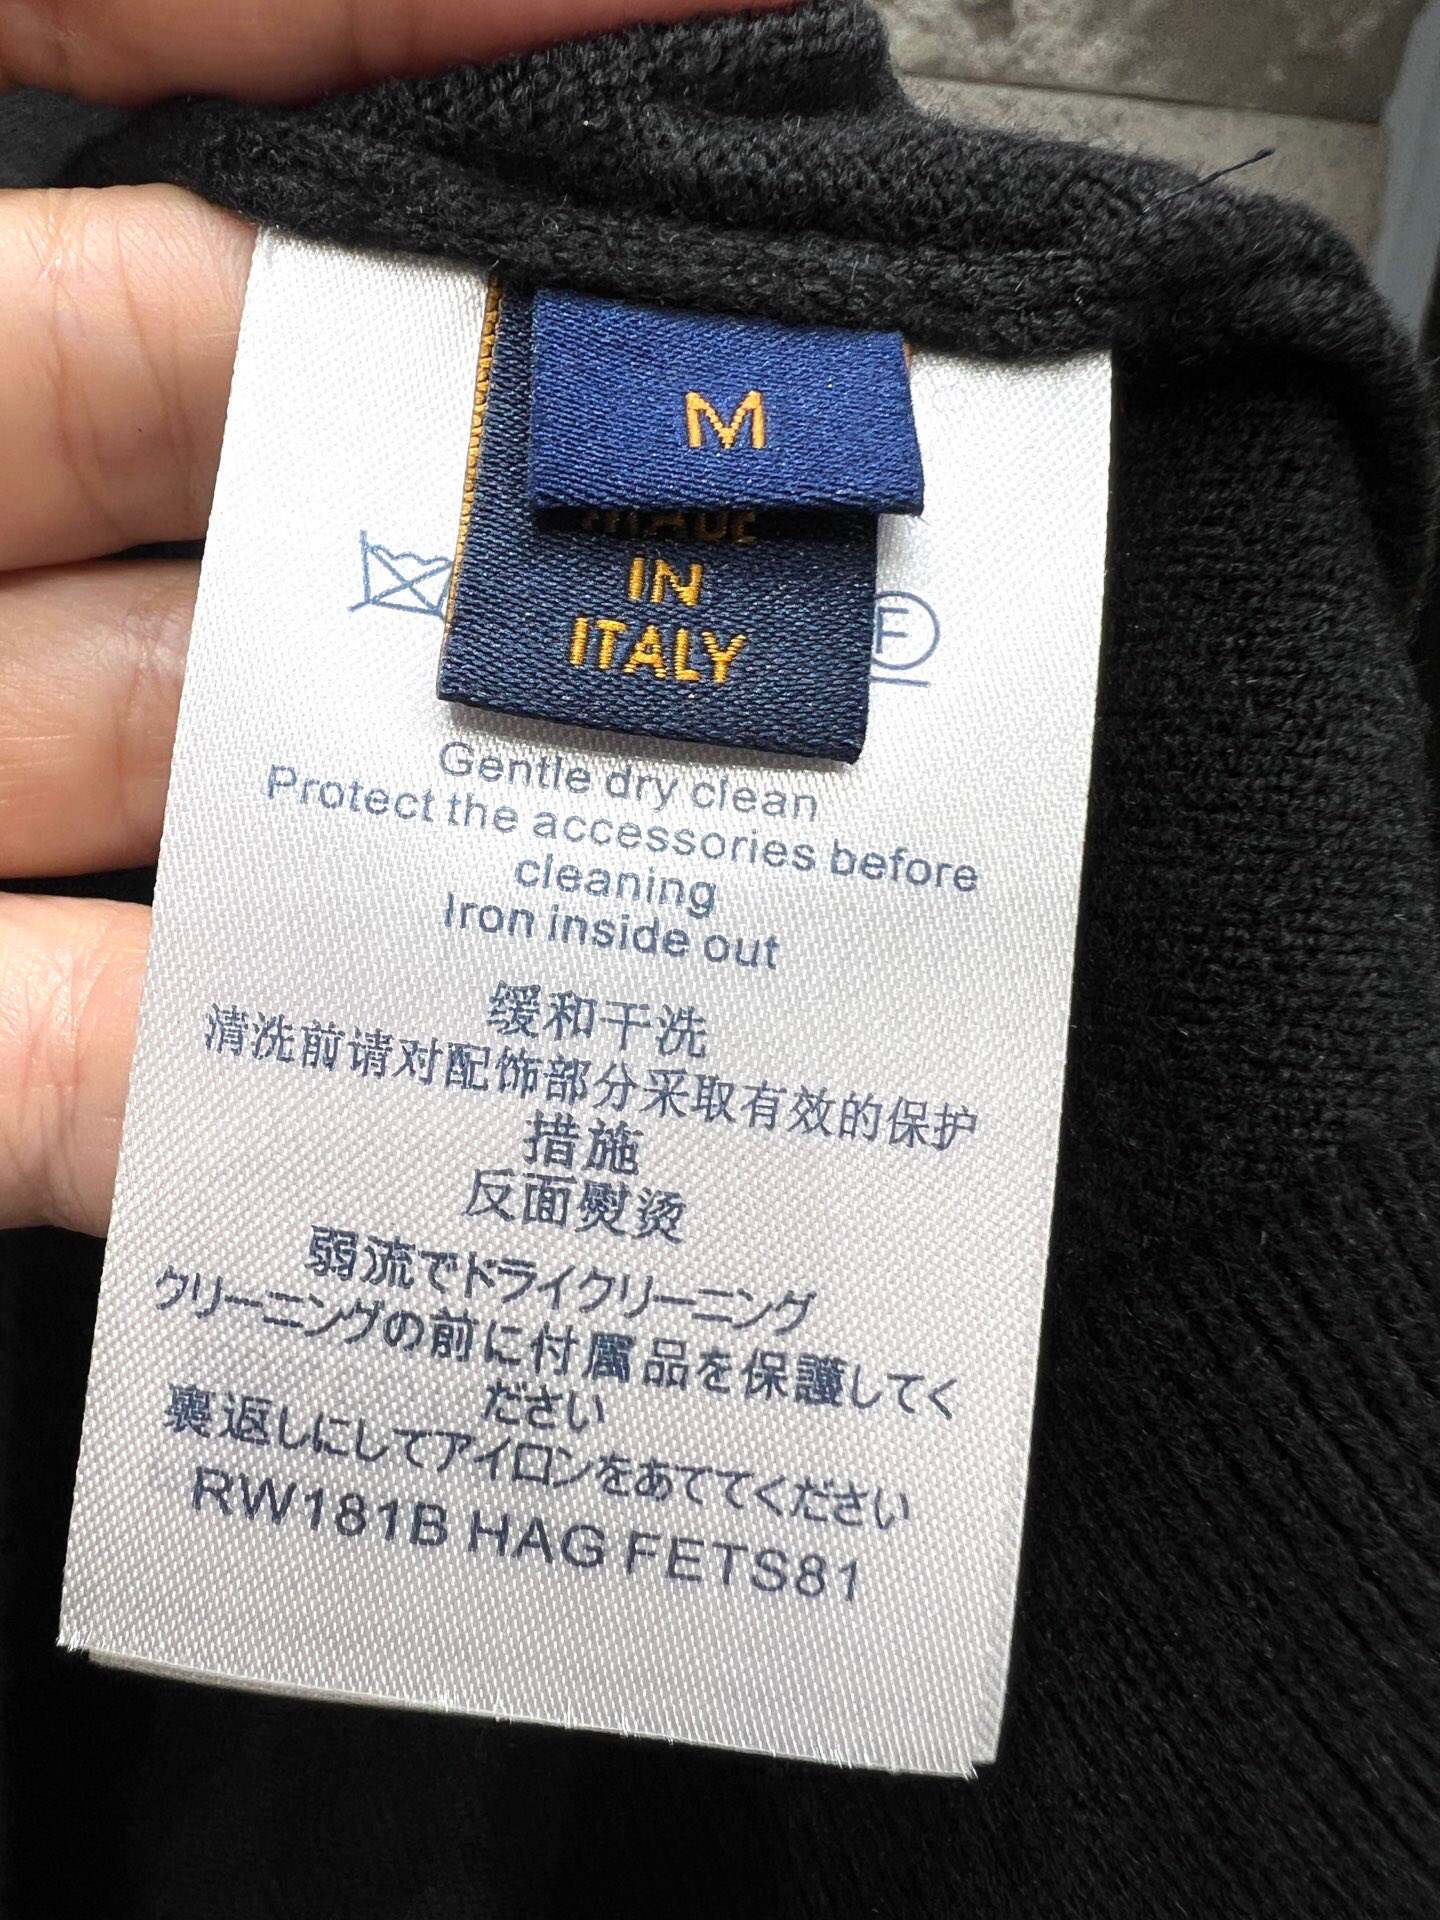 M
MADE
IN
ITALY
F
Gentle dry clean
Protect the accessories before
cleaning
Iron inside out
缓和干洗
清洗前请对配饰部分采取有效的保护
措施
反面熨烫
弱流でドライクリーニング
クリーニングの前に付属品を保護してく
ださい
裏返しにしてアイロンをあててください
RW181B HAG FETS81